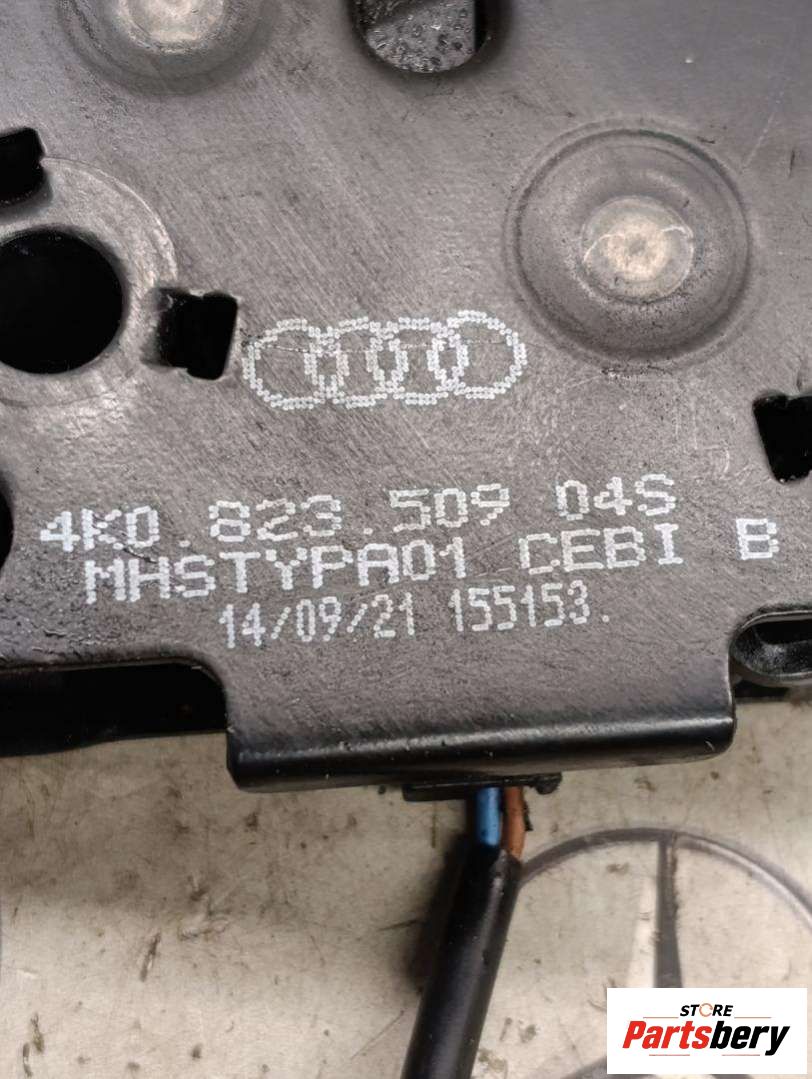 4K0.823.509 04S
MHSTYPA01 CEBI B
14/09/21 155153.
STORE
Partsbery